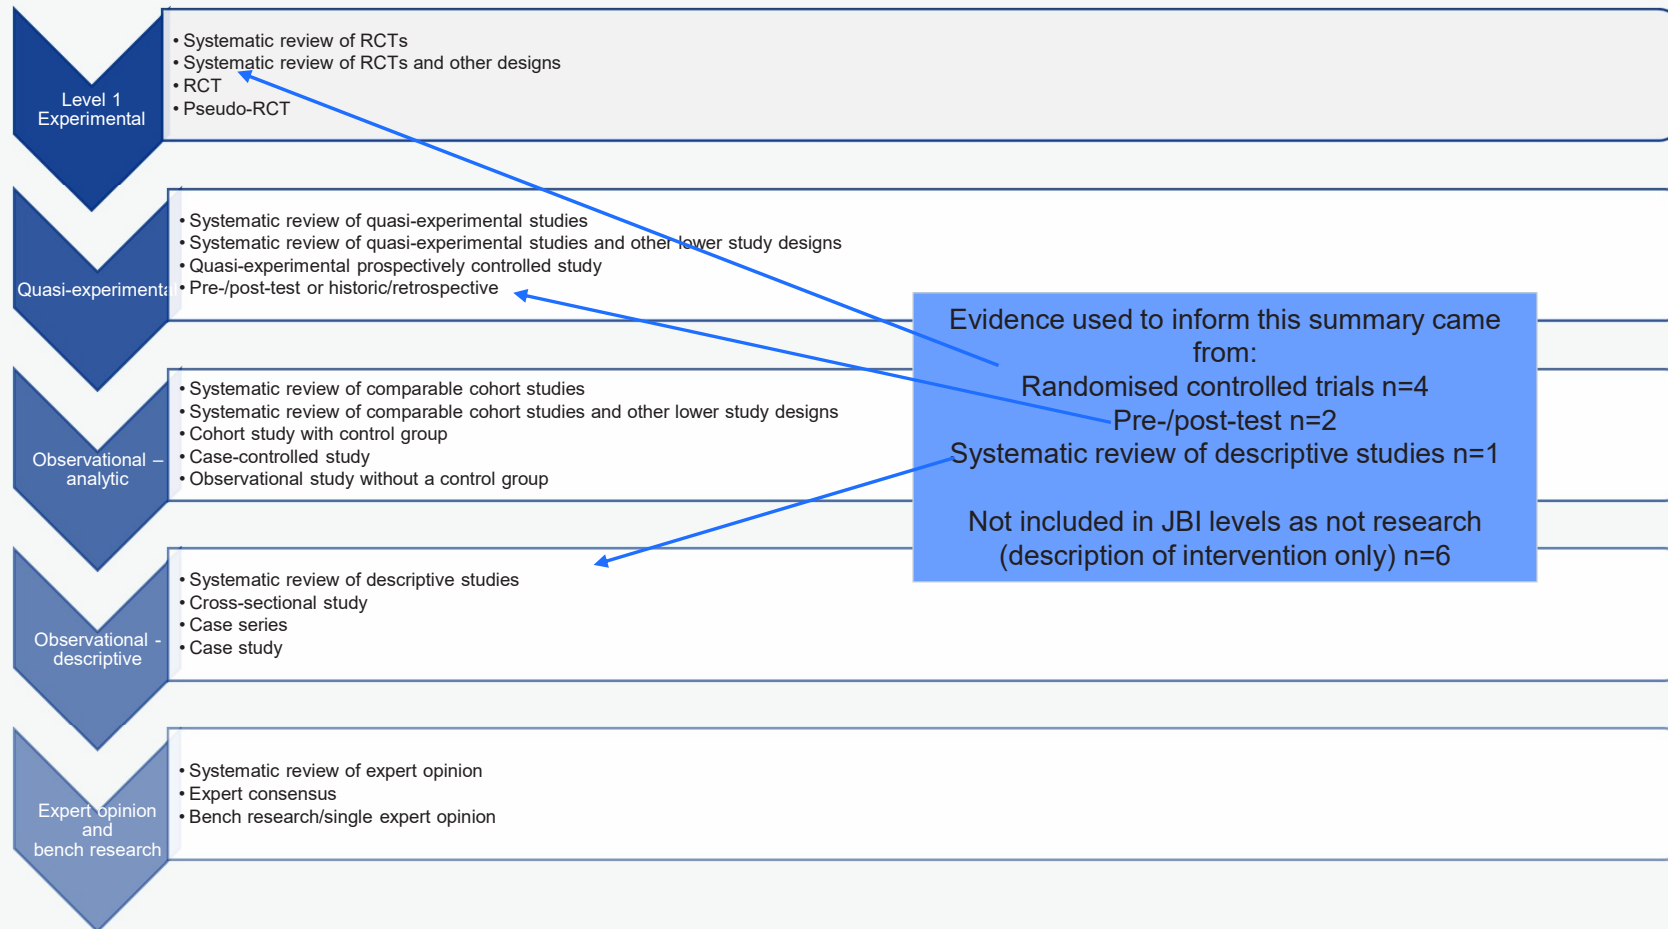 Level 1
Experimental
• Systematic review of RCTs
• Systematic review of RCTs and other designs
• RCT
• Pseudo-RCT
Quasi-experimental
• Systematic review of quasi-experimental studies
• Systematic review of quasi-experimental studies and other lower study designs
• Quasi-experimental prospectively controlled study
• Pre-/post-test or historic/retrospective
Observational –
analytic
• Systematic review of comparable cohort studies
• Systematic review of comparable cohort studies and other lower study designs
• Cohort study with control group
• Case-controlled study
• Observational study without a control group
Observational -
descriptive
• Systematic review of descriptive studies
• Cross-sectional study
• Case series
• Case study
Expert opinion
and
bench research
• Systematic review of expert opinion
• Expert consensus
• Bench research/single expert opinion
Evidence used to inform this summary came
from:
Randomised controlled trials n=4
Pre-/post-test n=2
Systematic review of descriptive studies n=1
Not included in JBI levels as not research
(description of intervention only) n=6